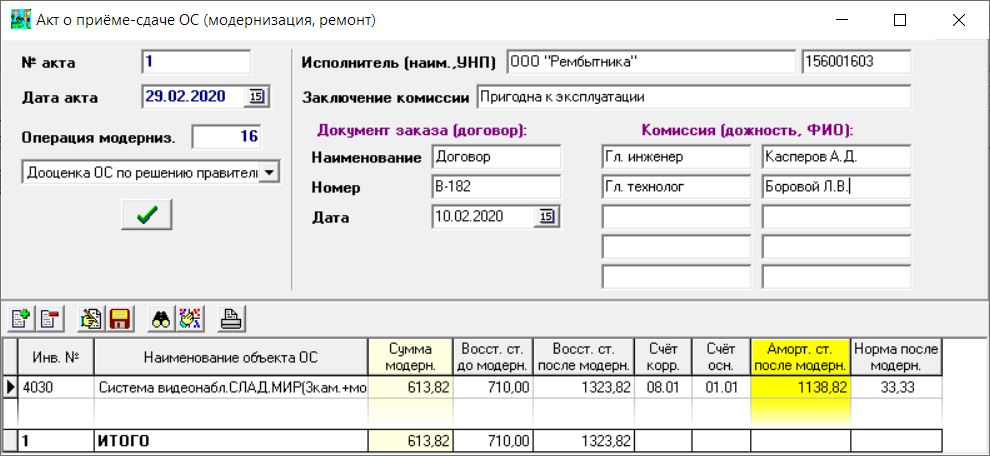 Акт о приёме-сдаче ОС (модернизация, ремонт)
№ акта 1
Дата акта 29.02.2020 15
Операция модерниз. 16
Дооценка ОС по решению правител
Исполнитель (наим.,УНП) ООО "Рембытника" 156001603
Заключение комиссии Пригодна к эксплуатации
Документ заказа (договор):
Наименование Договор
Номер В-182
Дата 10.02.2020 15
Комиссия (дожность, ФИО):
Гл. инженер Касперов А.Д.
Гл. технолог Боровой Л.В.
Инв. № Наименование объекта ОС Сумма модерн. Восст. ст. до модерн. Восст. ст. после модерн. Счёт корр. Счёт осн. Аморт. ст. после модерн. Норма после модерн.
4030 Система видеонабл.СЛАД.МИР(3кам.+мо 613,82 710,00 1323,82 08.01 01.01 1138,82 33,33
1 ИТОГО 613,82 710,00 1323,82